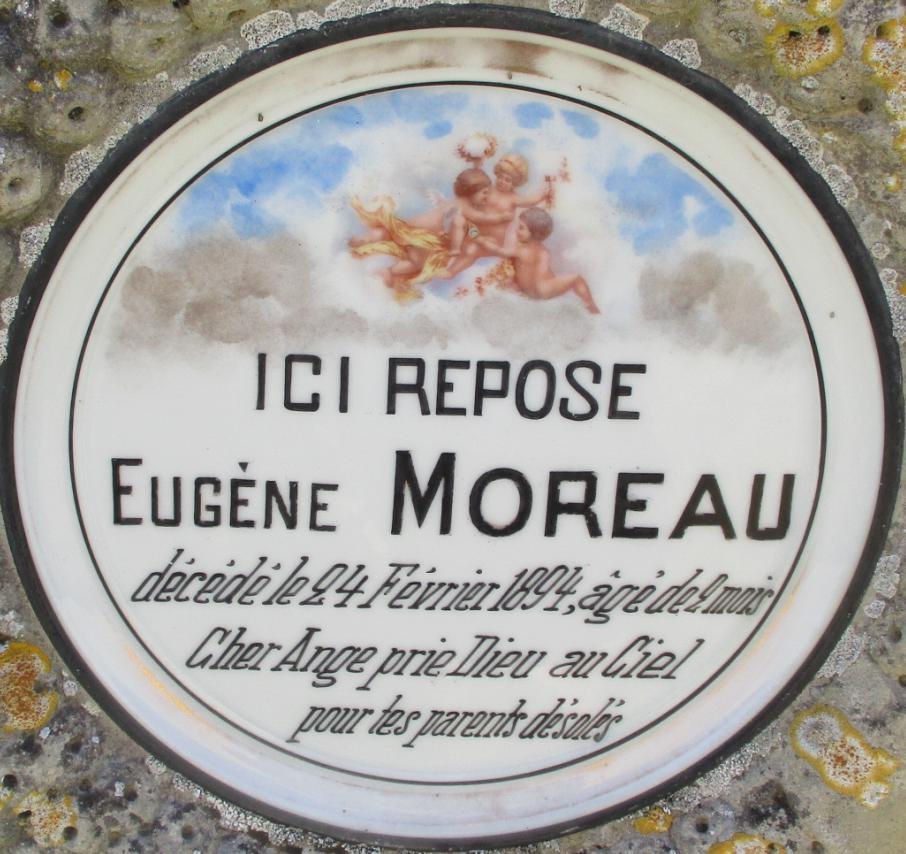 ICI REPOSE
EUGÈNE MOREAU
décédé le 24 Février 1894, âgé de 2 mois
Cher Ange prie Dieu au Ciel
pour tes parents désolés